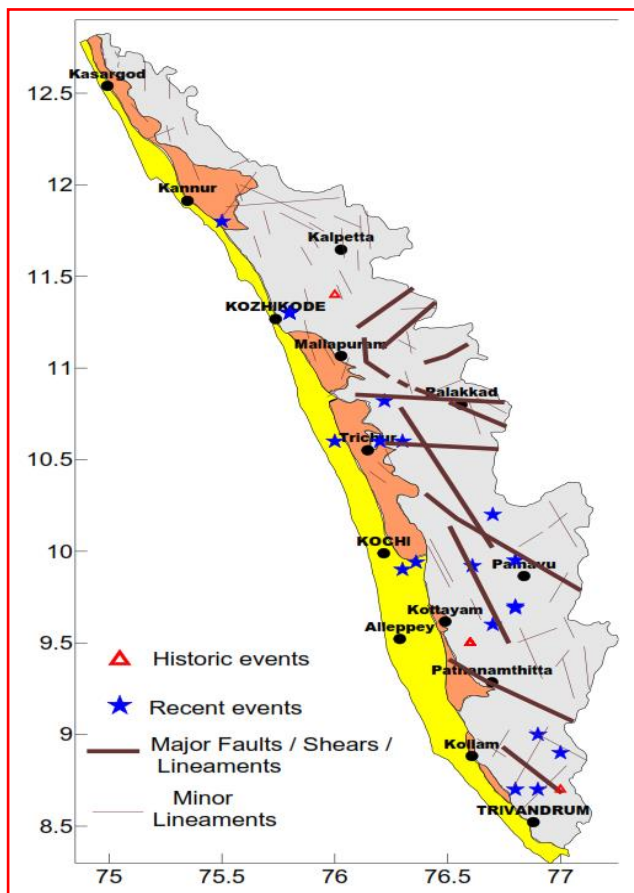 Kasargod
12.5
12
Kannur
Kalpetta
11.5
KOZHIKODE
Mallapuram
11
Palakkad
Trichur
10.5
10
KOCHI
Painavu
Kottayam
Alleppey
9.5
Historic events
Pathanamthitta
Recent events
9
Major Faults / Shears /
Lineaments
Kollam
Minor
Lineaments
8.5
TRIVANDRUM
75
75.5
76
76.5
77